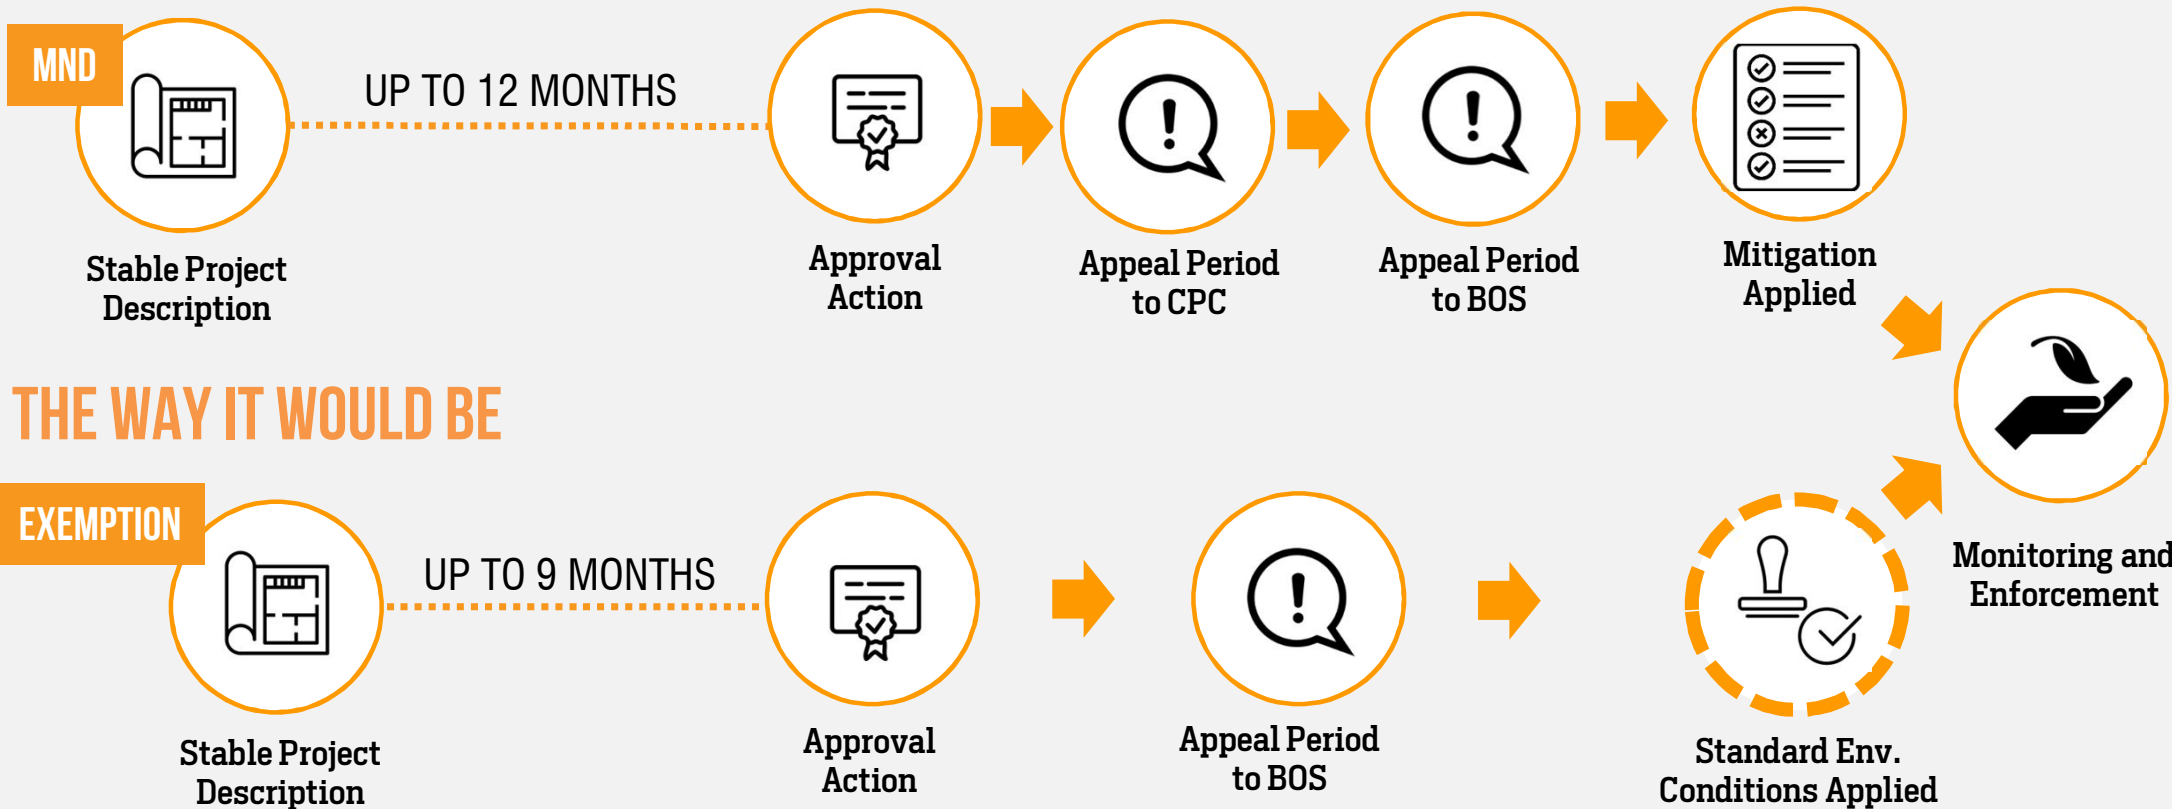 MND
UP TO 12 MONTHS
Stable Project
Description
Approval
Action
Appeal Period
to CPC
Appeal Period
to BOS
Mitigation
Applied
THE WAY IT WOULD BE
EXEMPTION
UP TO 9 MONTHS
Stable Project
Description
Approval
Action
Appeal Period
to BOS
Standard Env.
Conditions Applied
Monitoring and
Enforcement